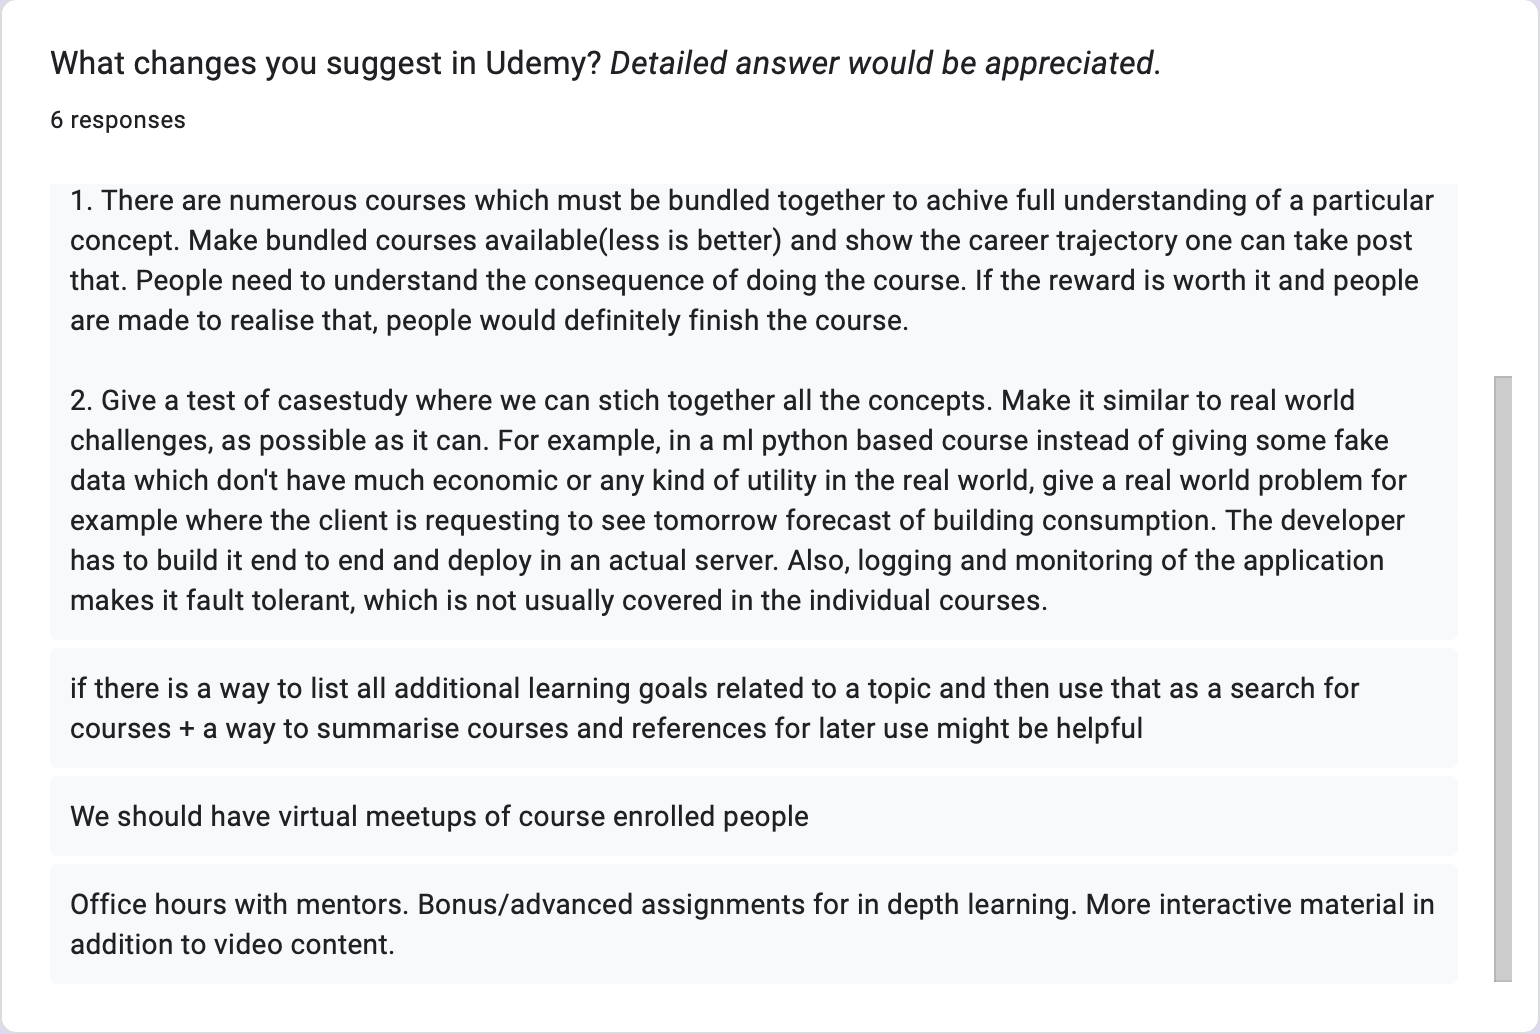 What changes you suggest in Udemy? Detailed answer would be appreciated.
6 responses
1. There are numerous courses which must be bundled together to achive full understanding of a particular
concept. Make bundled courses available(less is better) and show the career trajectory one can take post
that. People need to understand the consequence of doing the course. If the reward is worth it and people
are made to realise that, people would definitely finish the course.
2. Give a test of casestudy where we can stich together all the concepts. Make it similar to real world
challenges, as possible as it can. For example, in a ml python based course instead of giving some fake
data which don't have much economic or any kind of utility in the real world, give a real world problem for
example where the client is requesting to see tomorrow forecast of building consumption. The developer
has to build it end to end and deploy in an actual server. Also, logging and monitoring of the application
makes it fault tolerant, which is not usually covered in the individual courses.
if there is a way to list all additional learning goals related to a topic and then use that as a search for
courses + a way to summarise courses and references for later use might be helpful
We should have virtual meetups of course enrolled people
Office hours with mentors. Bonus/advanced assignments for in depth learning. More interactive material in
addition to video content.